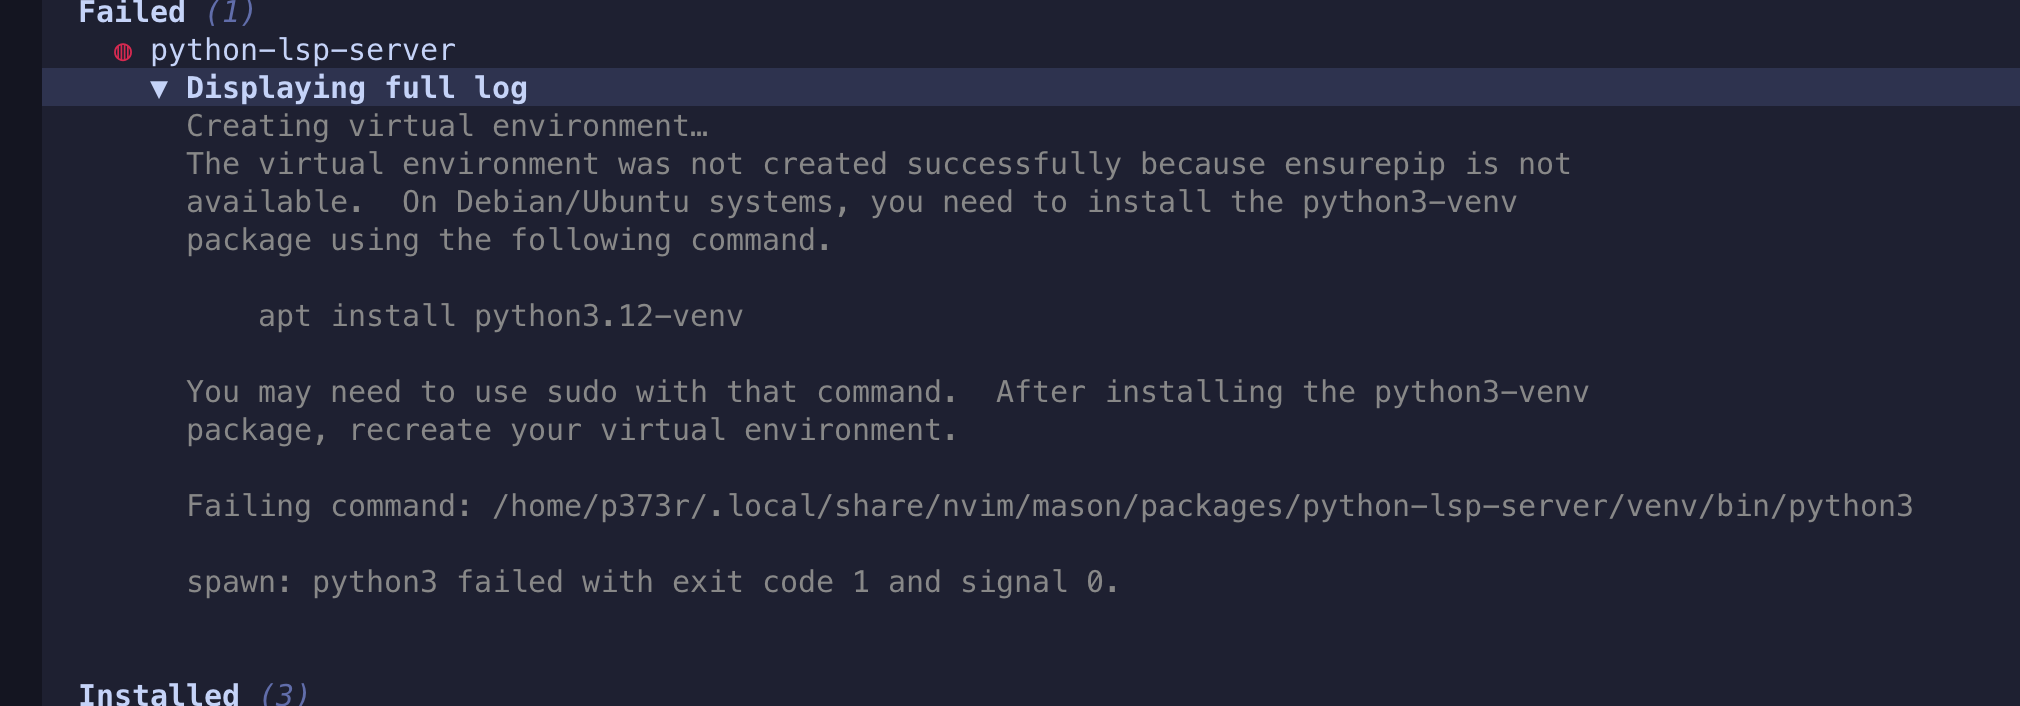 Failed (1)
◍ python-lsp-server
▼ Displaying full log
Creating virtual environment…
The virtual environment was not created successfully because ensurepip is not
available.  On Debian/Ubuntu systems, you need to install the python3-venv
package using the following command.
apt install python3.12-venv
You may need to use sudo with that command.  After installing the python3-venv
package, recreate your virtual environment.
Failing command: /home/p373r/.local/share/nvim/mason/packages/python-lsp-server/venv/bin/python3
spawn: python3 failed with exit code 1 and signal 0.
Installed (3)